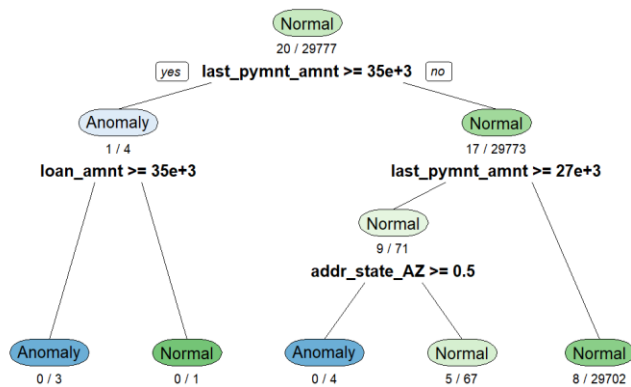 Normal
20 / 29777
yes last_pymnt_amnt >= 35e+3 no
Anomaly Normal
1 / 4 17 / 29773
loan_amnt >= 35e+3 last_pymnt_amnt >= 27e+3
Normal
9 / 71
addr_state_AZ >= 0.5
Anomaly Normal Anomaly Normal Normal
0 / 3 0 / 1 0 / 4 5 / 67 8 / 29702